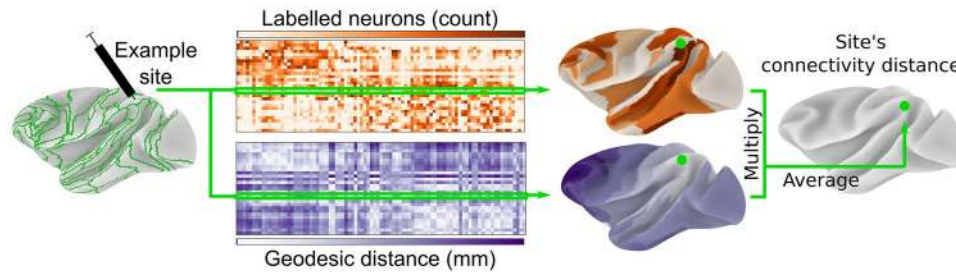 Labelled neurons (count)
Example
site
Site's
connectivity distance
Multiply
Average
Geodesic distance (mm)